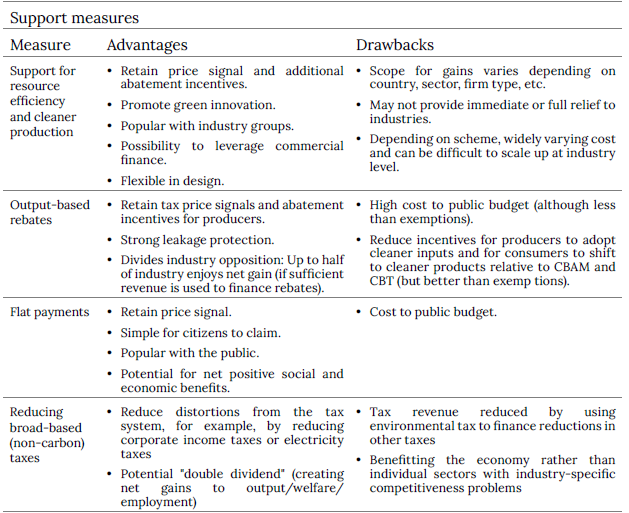 Support measures
Measure Advantages Drawbacks
Support for
resource
efficiency
and cleaner
production
• Retain price signal and additional
abatement incentives.
• Promote green innovation.
• Popular with industry groups.
• Possibility to leverage commercial
finance.
• Flexible in design.
• Scope for gains varies depending on
country, sector, firm type, etc.
• May not provide immediate or full relief to
industries.
• Depending on scheme, widely varying cost
and can be difficult to scale up at industry
level.
Output-based
rebates
• Retain tax price signals and abatement
incentives for producers.
• Strong leakage protection.
• Divides industry opposition: Up to half
of industry enjoys net gain (if sufficient
revenue is used to finance rebates).
• High cost to public budget (although less
than exemptions).
• Reduce incentives for producers to adopt
cleaner inputs and for consumers to shift
to cleaner products relative to CBAM and
CBT (but better than exemp tions).
Flat payments
• Retain price signal.
• Simple for citizens to claim.
• Popular with the public.
• Potential for net positive social and
economic benefits.
• Cost to public budget.
Reducing
broad-based
(non-carbon)
taxes
• Reduce distortions from the tax
system, for example, by reducing
corporate income taxes or electricity
taxes
• Potential "double dividend" (creating
net gains to output/welfare/
employment)
• Tax revenue reduced by using
environmental tax to finance reductions in
other taxes
• Benefitting the economy rather than
individual sectors with industry-specific
competitiveness problems